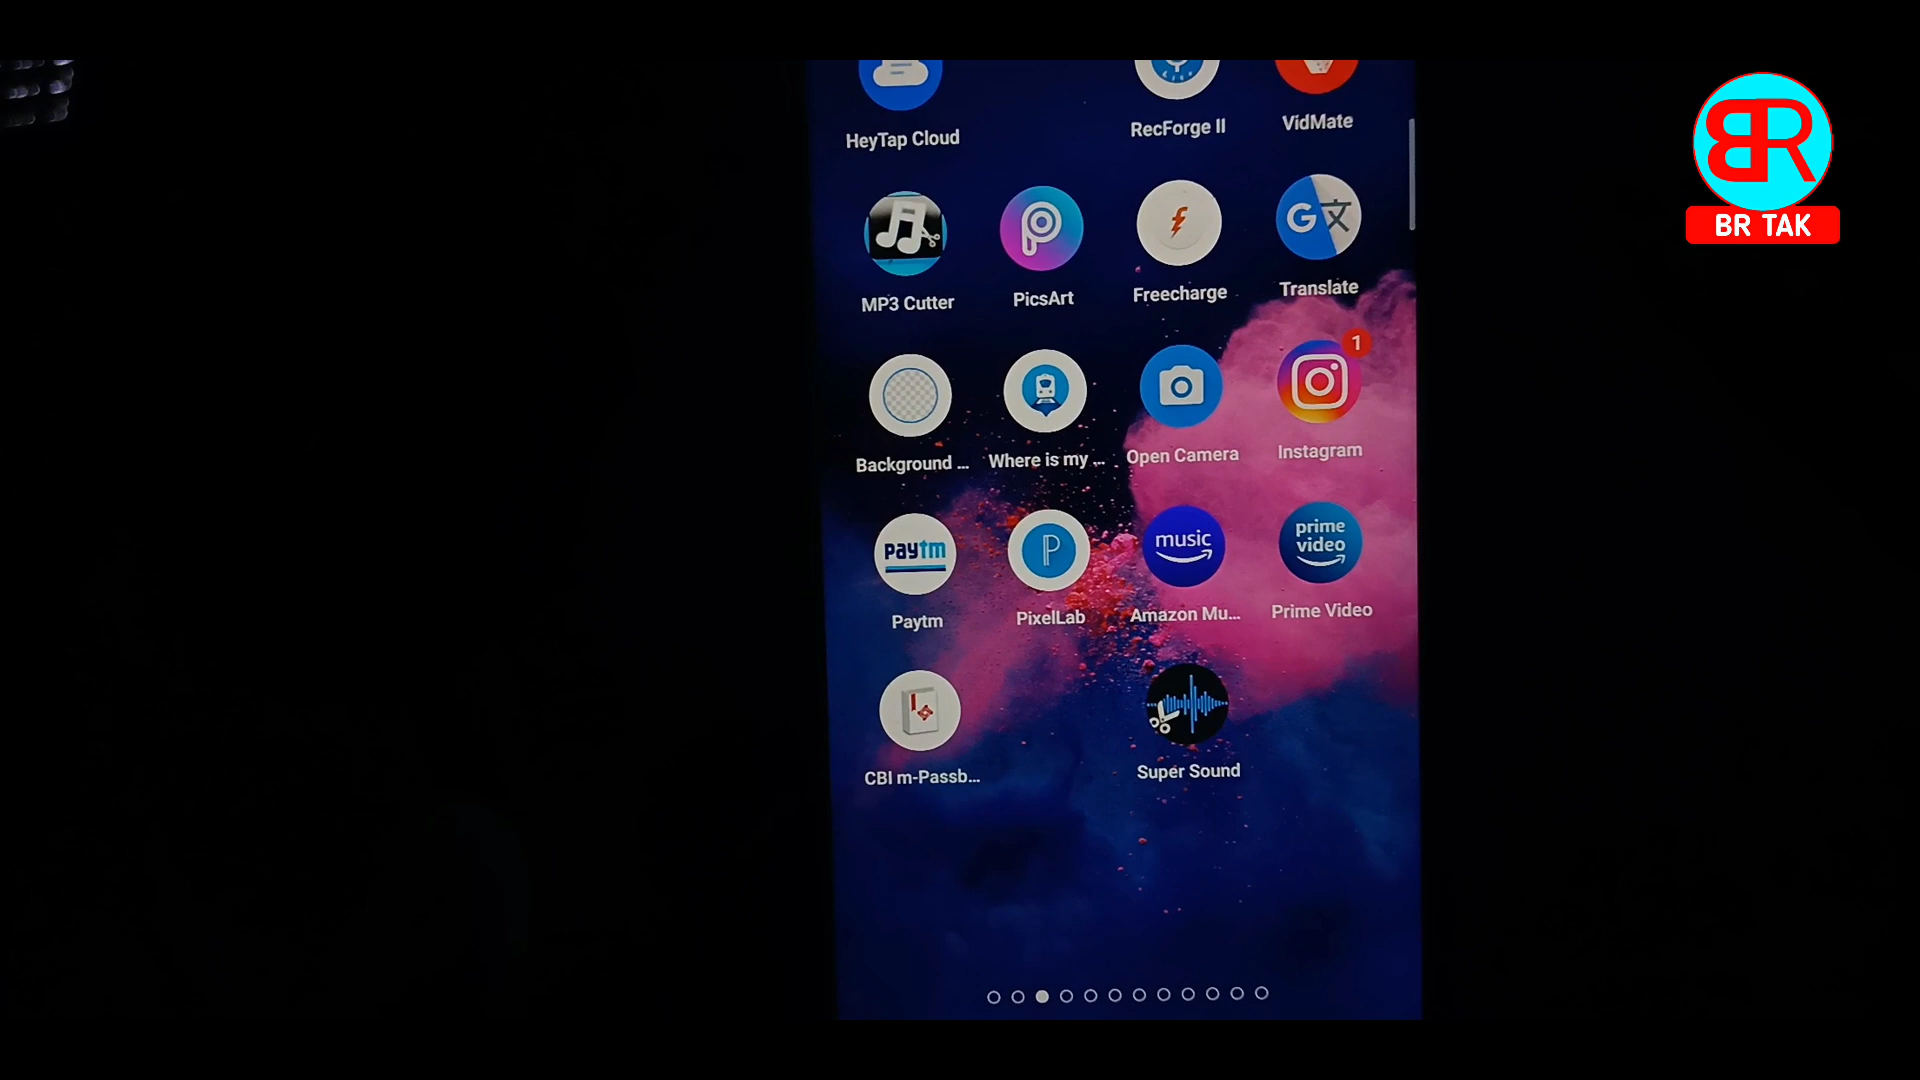 HeyTap Cloud
RecForge II
VidMate
BR
BR TAK
MP3 Cutter
PicsArt
Freecharge
Translate
1
Background ...
Where is my ...
Open Camera
Instagram
paytm
P
music
prime
video
Paytm
PixelLab
Amazon Mu...
Prime Video
CBI m-Passb...
Super Sound